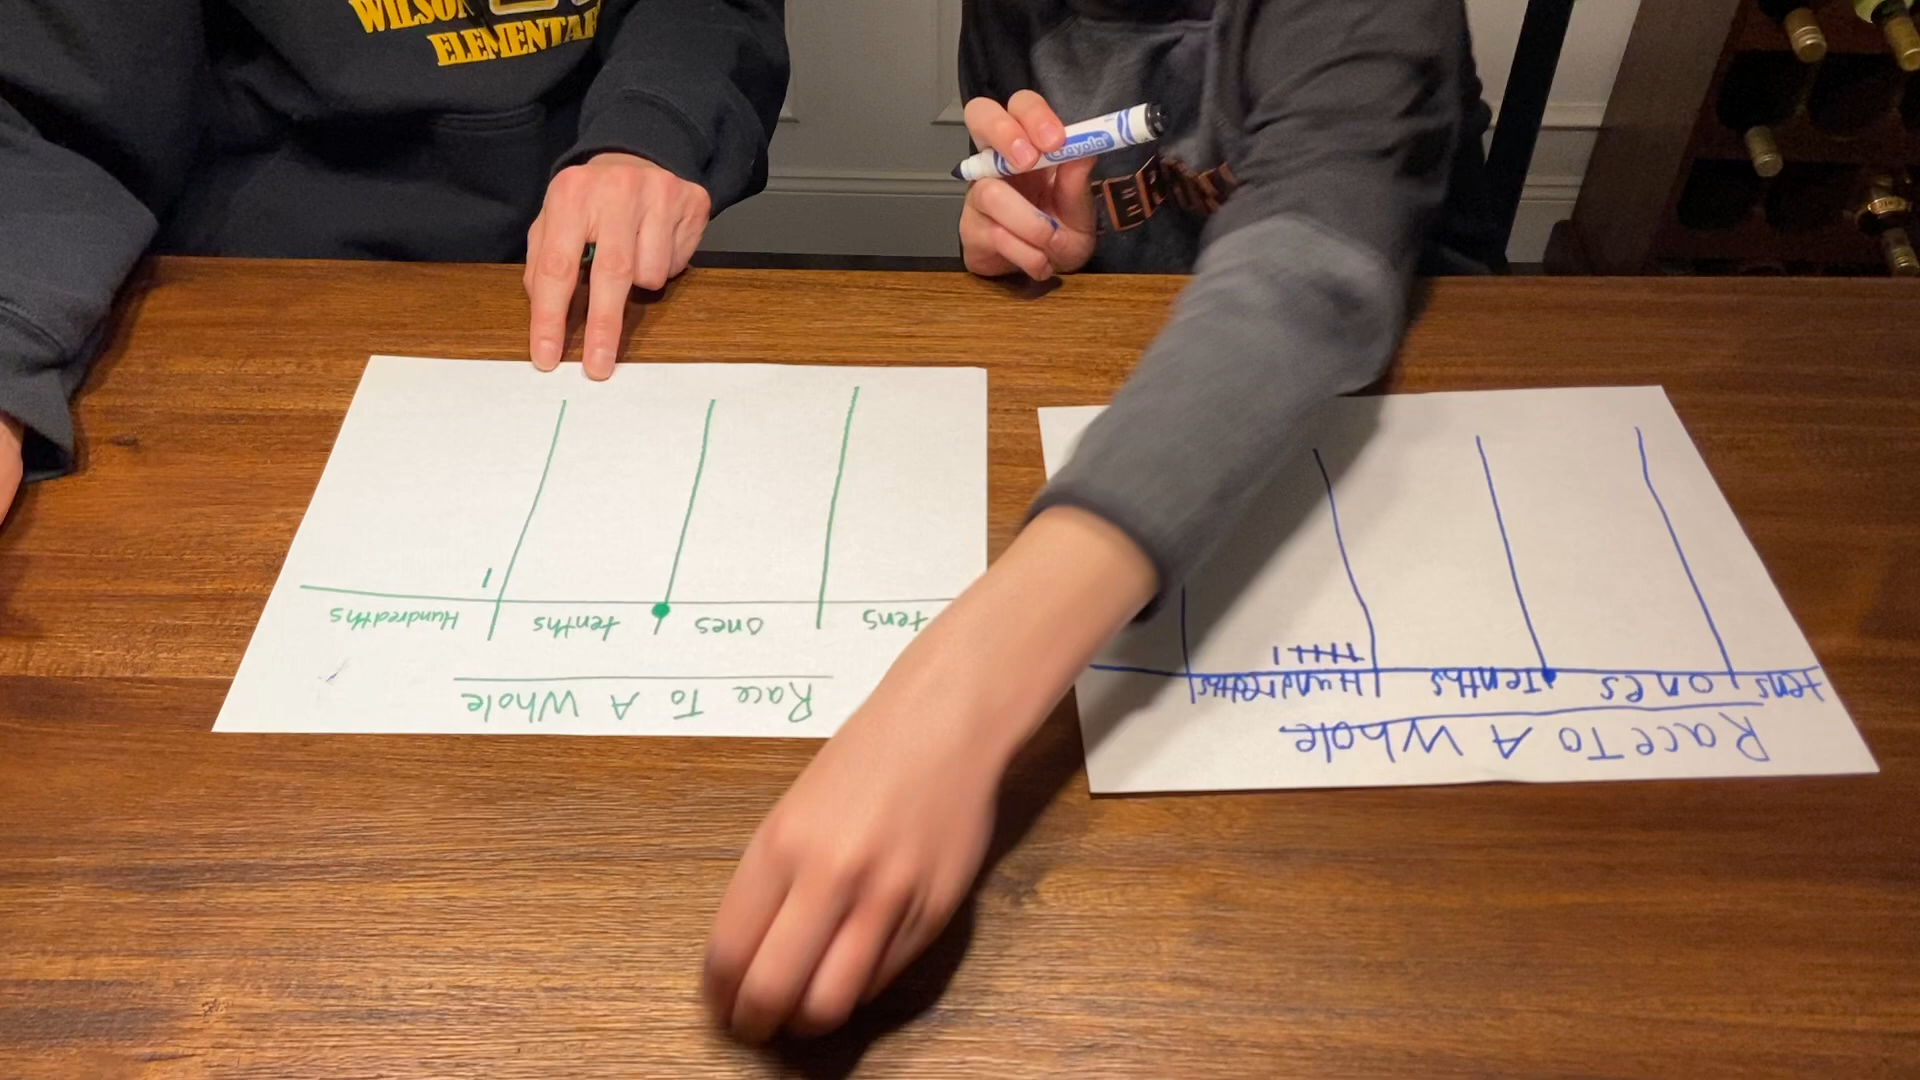 WILSON
ELEMENTAR
Crayola
Race To A Whole
tens ones tenths Hundredths
1
Race To A Whole
tens ones Tenths Hundredths